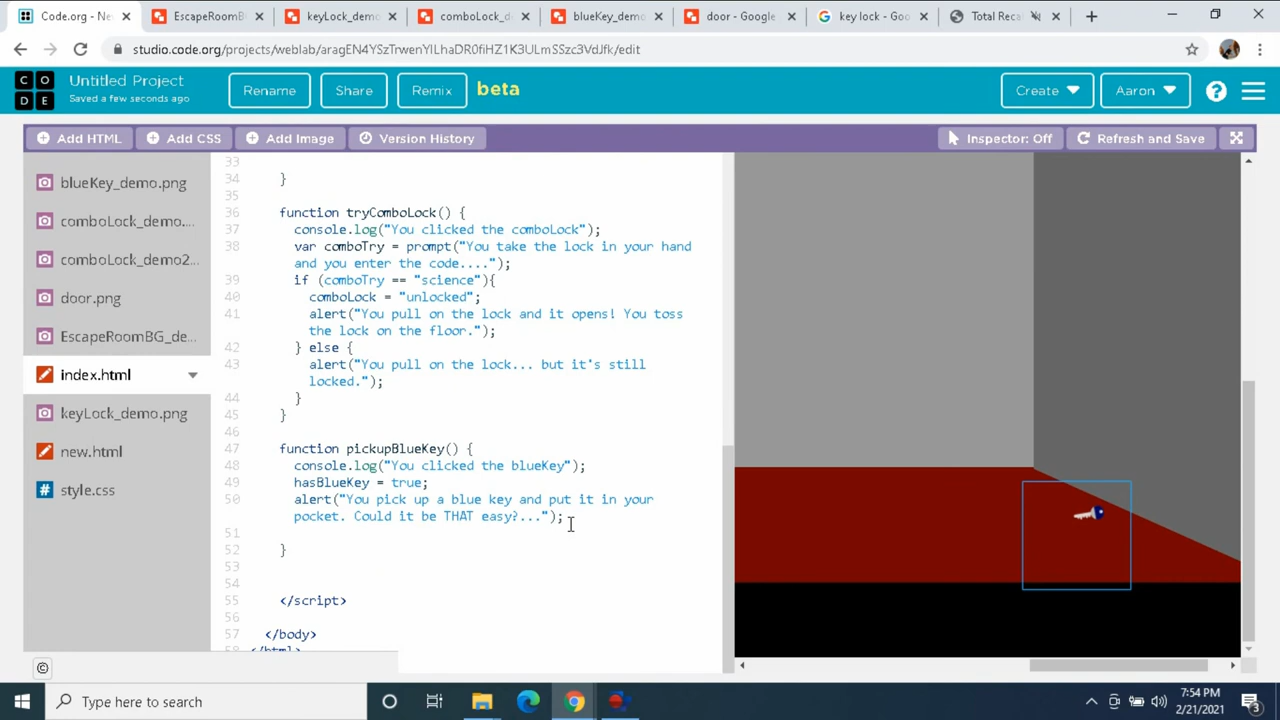 Code.org - Ne
EscapeRoomB
keyLock_demo
comboLock_de
blueKey_demo
door - Google
key lock - Goo
Total Reca
studio.code.org/projects/weblab/aragEN4YSzTrwenYILhaDR0fiHZ1K3ULmSSzc3VdJfk/edit
CODE
Untitled Project
Saved a few seconds ago
Rename
Share
Remix
beta
Create
Aaron
?
Add HTML
Add CSS
Add Image
Version History
Inspector: Off
Refresh and Save
blueKey_demo.png
comboLock_demo....
comboLock_demo2...
door.png
EscapeRoomBG_de...
index.html
keyLock_demo.png
new.html
style.css
33
34 }
35
36 function tryComboLock() {
37 console.log("You clicked the comboLock");
38 var comboTry = prompt("You take the lock in your hand
and you enter the code....");
39 if (comboTry == "science"){
40 comboLock = "unlocked";
41 alert("You pull on the lock and it opens! You toss
the lock on the floor.");
42 } else {
43 alert("You pull on the lock... but it's still
locked.");
44 }
45 }
46
47 function pickupBlueKey() {
48 console.log("You clicked the blueKey");
49 hasBlueKey = true;
50 alert("You pick up a blue key and put it in your
pocket. Could it be THAT easy?...");
51
52 }
53
54
55 </script>
56
57 </body>
58 </html>
©
Type here to search
7:54 PM
2/21/2021
3